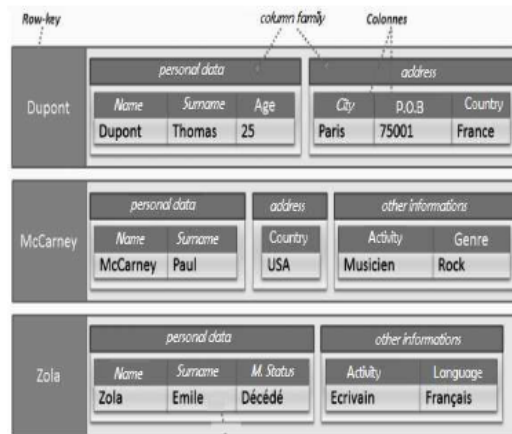 Row-key column family Colonnes
personal data address
Dupont
Name Surname Age City P.O.B Country
Dupont Thomas 25 Paris 75001 France
personal data address other informations
McCarney
Name Surname Country Activity Genre
McCarney Paul USA Musicien Rock
personal data other informations
Zola
Name Surname M. Status Activity Language
Zola Emile Décédé Ecrivain Français